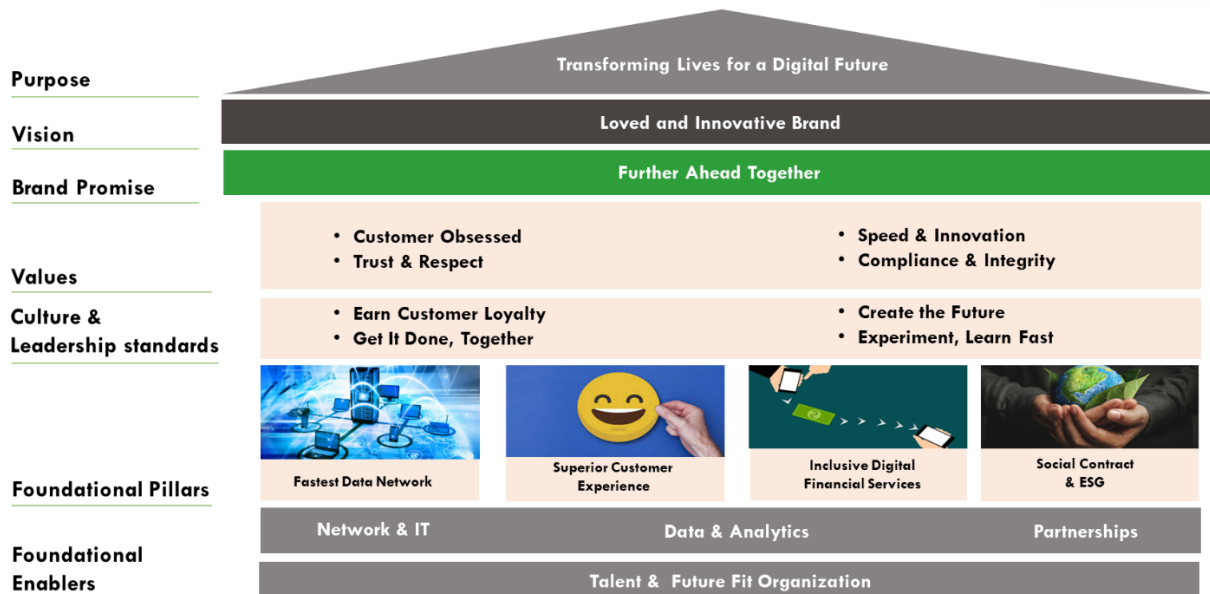 Purpose
Transforming Lives for a Digital Future
Vision
Loved and Innovative Brand
Brand Promise
Further Ahead Together
Values
• Customer Obsessed
• Trust & Respect
• Speed & Innovation
• Compliance & Integrity
Culture &
Leadership standards
• Earn Customer Loyalty
• Get It Done, Together
• Create the Future
• Experiment, Learn Fast
Foundational Pillars
Fastest Data Network
Superior Customer
Experience
Inclusive Digital
Financial Services
Social Contract
& ESG
Foundational
Enablers
Network & IT
Data & Analytics
Partnerships
Talent & Future Fit Organization